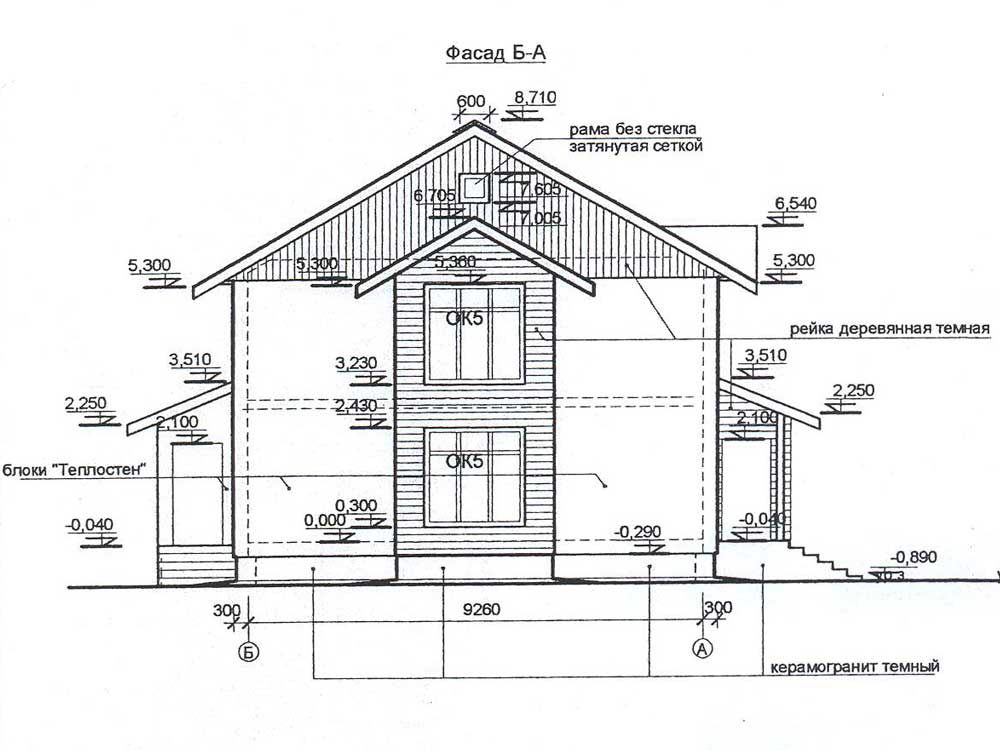 Фасад Б-А
600
8,710
рама без стекла
затянутая сеткой
7,605
6,705
7,005
6,540
5,300
5,300
5,360
5,300
ОК5
рейка деревянная темная
3,510
3,230
3,510
2,250
2,430
2,250
2,100
2,100
блоки "Теплостен"
ОК5
-0,040
0,000
0,300
-0,290
-0,040
-0,890
300
9260
300
Б
А
керамогранит темный